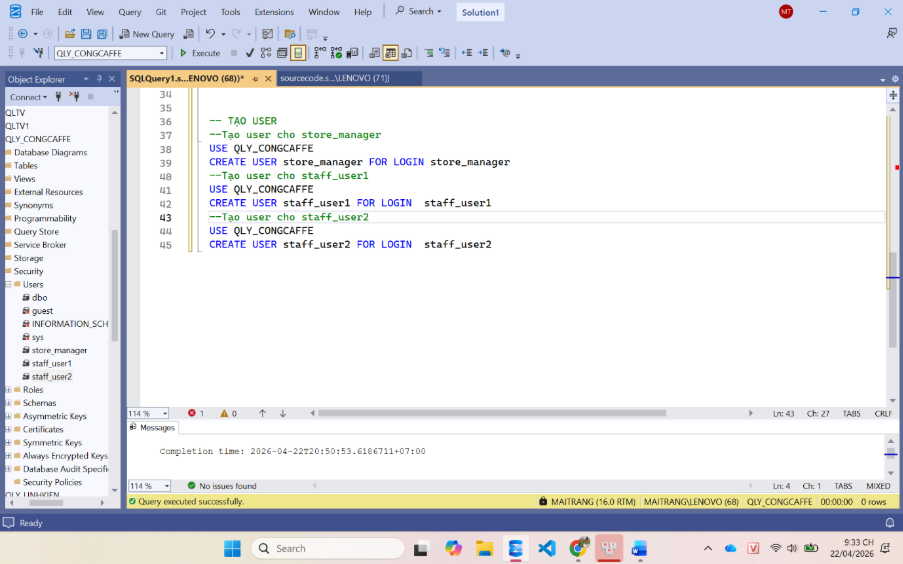 File Edit View Query Git Project Tools Extensions Window Help Search Solution1 MT
New Query
QLY_CONGCAFFE Execute
Object Explorer
SQLQuery1.s...ENOVO (68))* sourcecode.s...\LENOVO (71))
Connect
QLTV
QLTV1
QLY_CONGCAFFE
Database Diagrams
Tables
Views
External Resources
Synonyms
Programmability
Query Store
Service Broker
Storage
Security
Users
dbo
guest
INFORMATION_SCH
sys
store_manager
staff_user1
staff_user2
Roles
Schemas
Asymmetric Keys
Certificates
Symmetric Keys
Always Encrypted Keys
Database Audit Specifi
Security Policies
QLY_LINHKIEN
34
35
36 -- TẠO USER
37 --Tạo user cho store_manager
38 USE QLY_CONGCAFFE
39 CREATE USER store_manager FOR LOGIN store_manager
40 --Tạo user cho staff_user1
41 USE QLY_CONGCAFFE
42 CREATE USER staff_user1 FOR LOGIN  staff_user1
43 --Tạo user cho staff_user2
44 USE QLY_CONGCAFFE
45 CREATE USER staff_user2 FOR LOGIN  staff_user2
114 % 1 0 Ln: 43 Ch: 27 TABS CRLF
Messages
Completion time: 2026-04-22T20:50:53.6186711+07:00
114 % No issues found Ln: 4 Ch: 1 TABS MIXED
Query executed successfully. MAITRANG (16.0 RTM) MAITRANG\LENOVO (68) QLY_CONGCAFFE 00:00:00 0 rows
Ready
Search
9:33 CH
22/04/2026